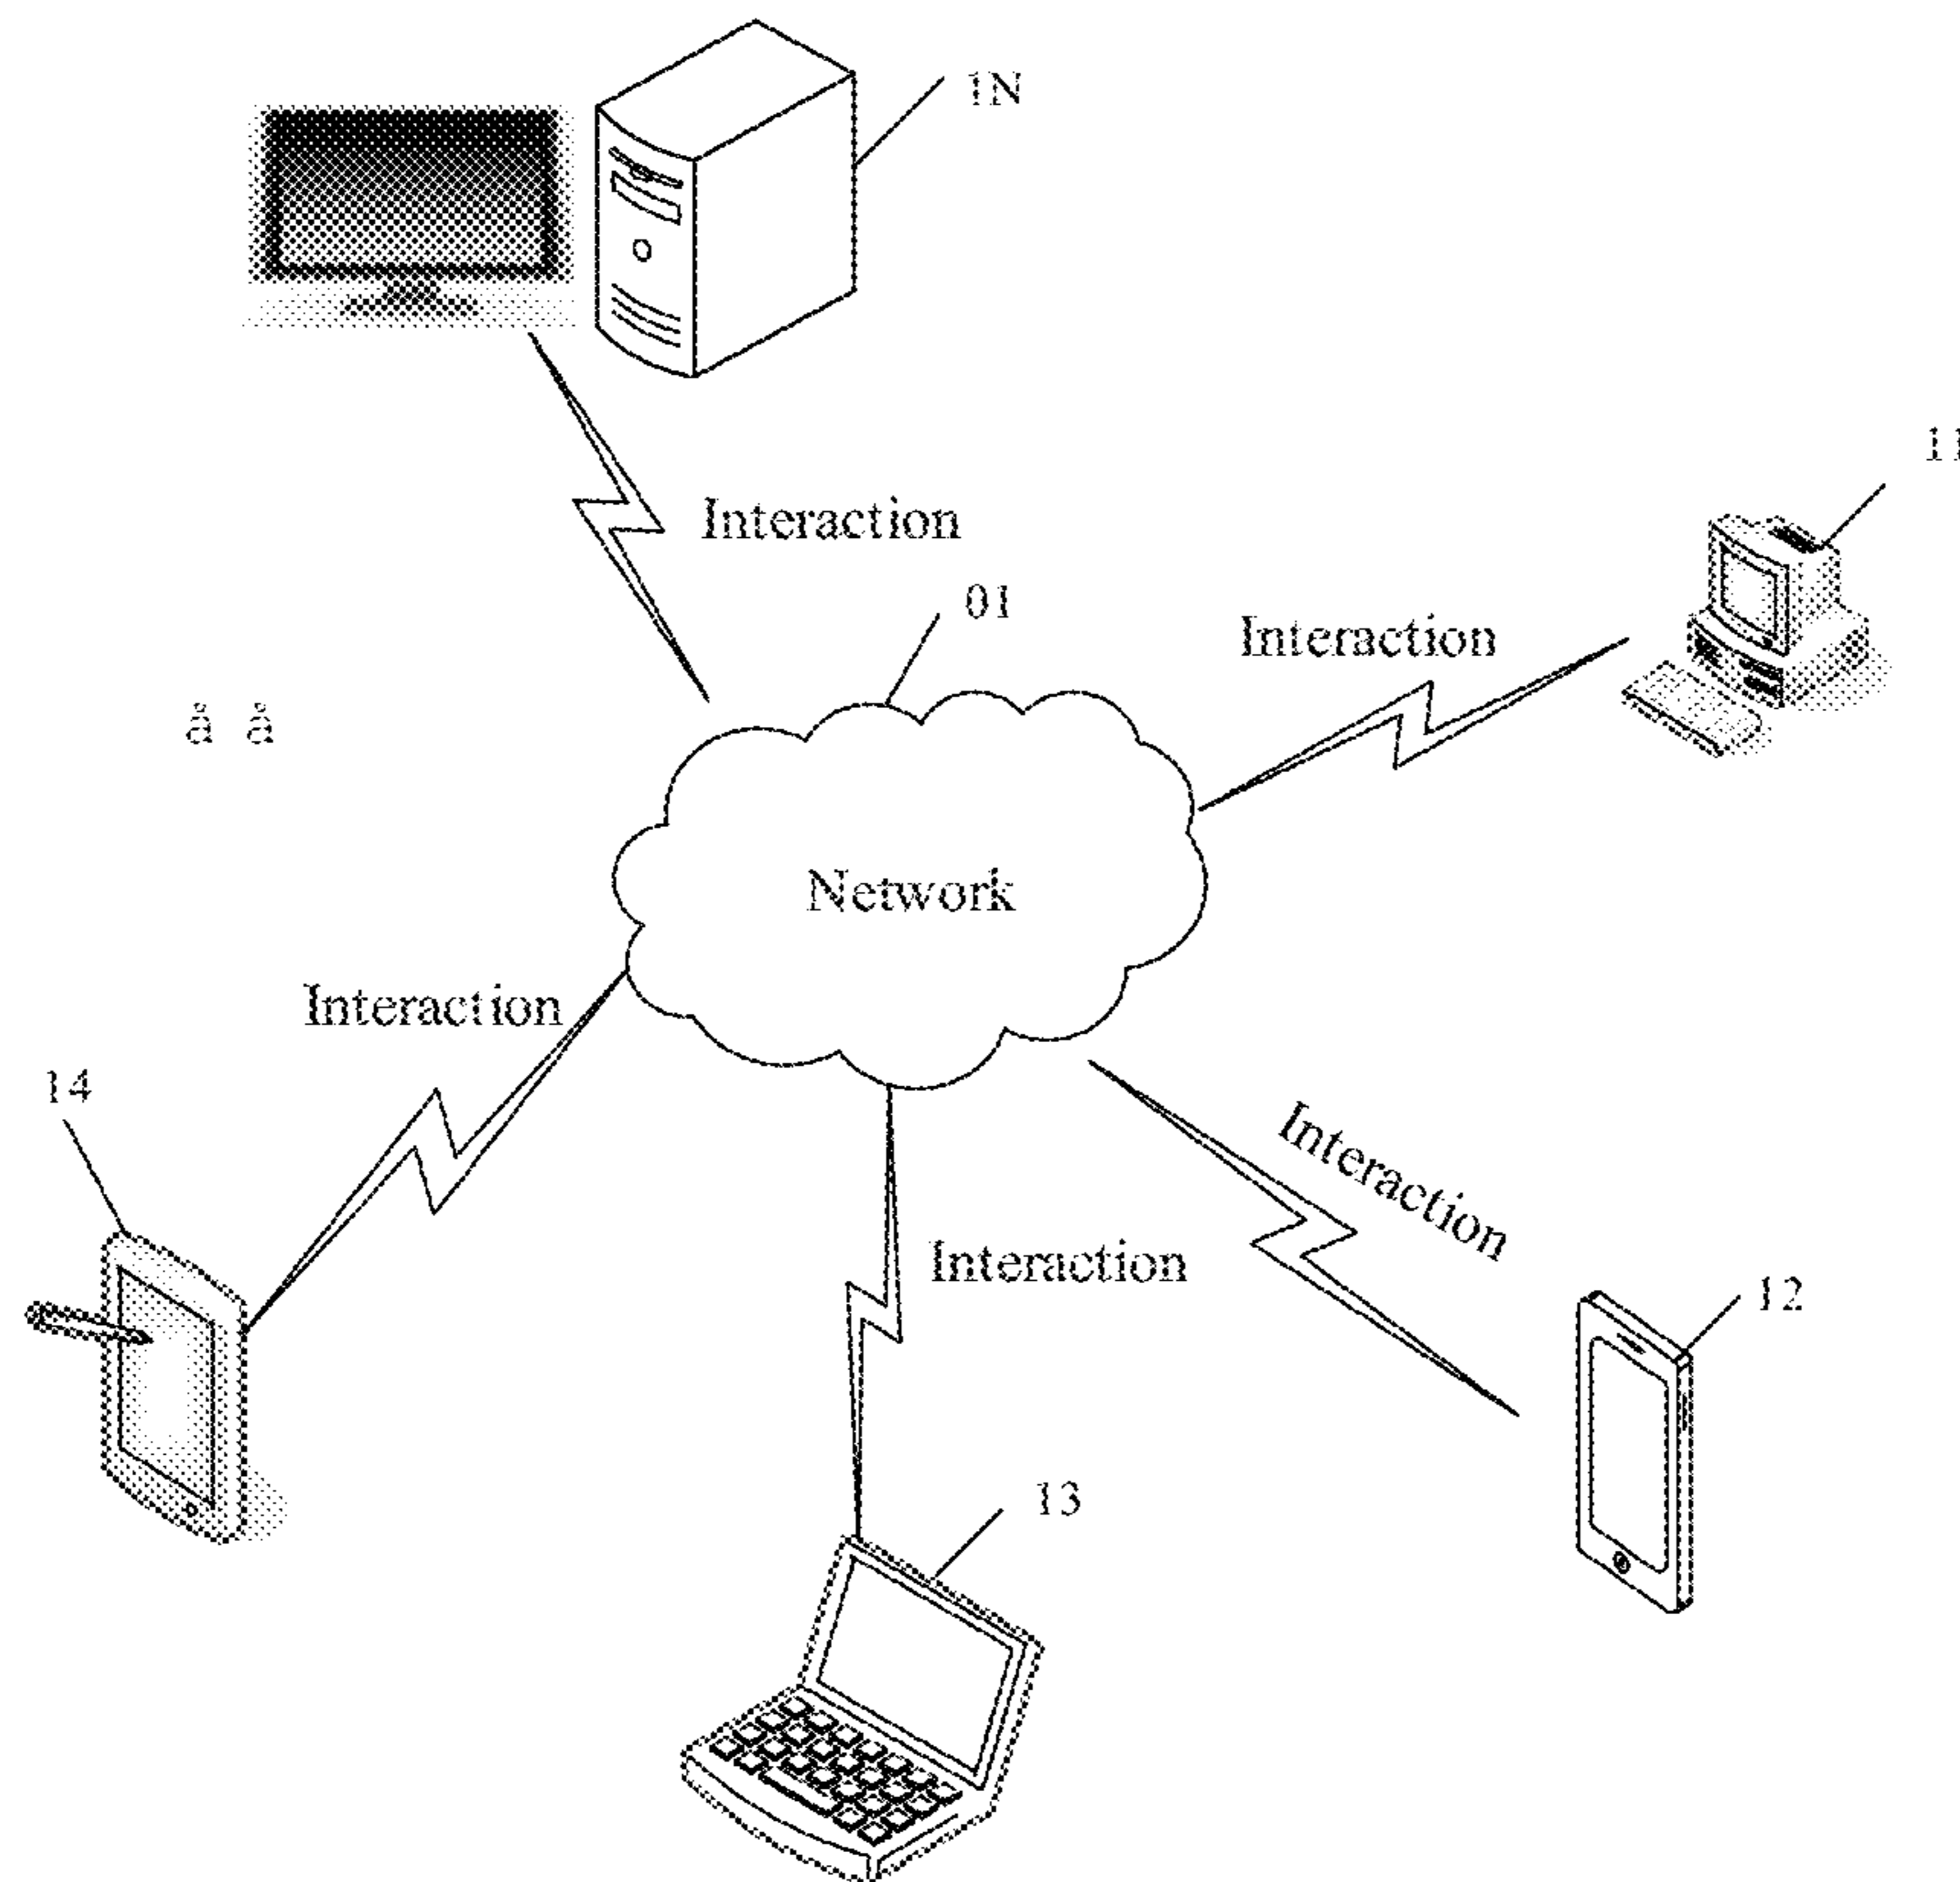 1N
11
Interaction
01
Interaction
å å
Network
Interaction
14
Interaction
Interaction
12
13